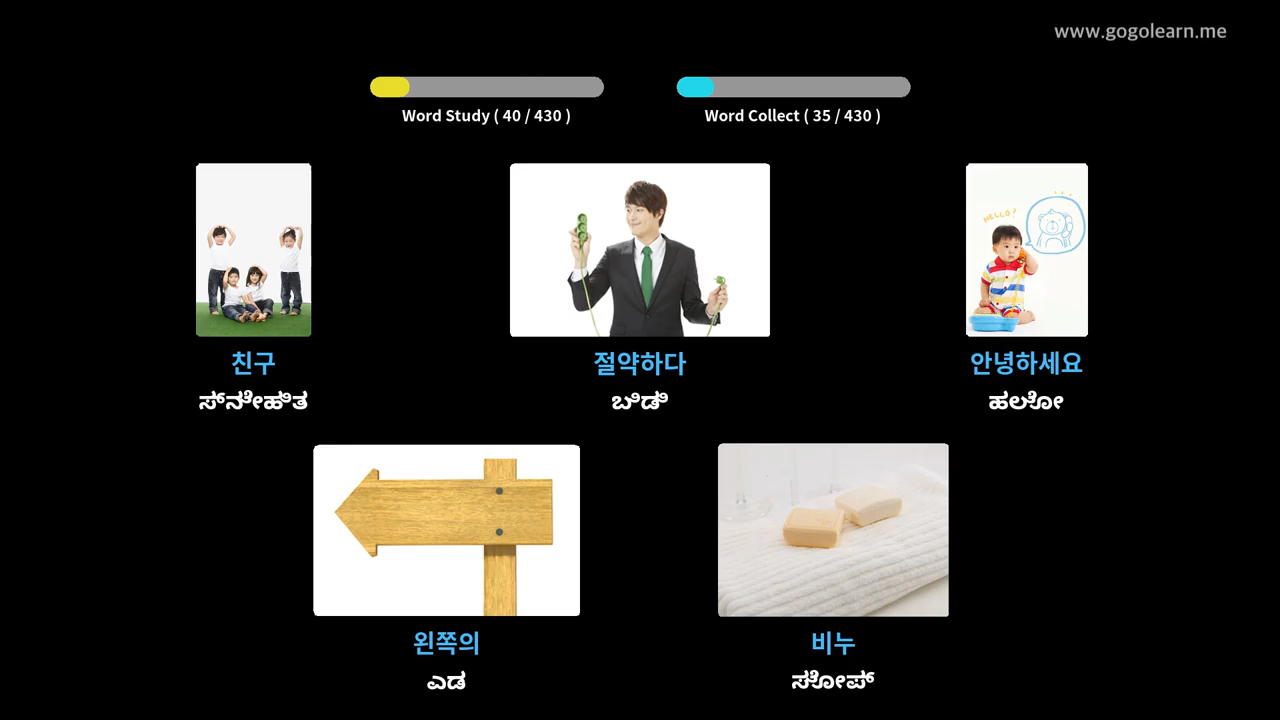 www.gogolearn.me
Word Study ( 40 / 430 )
Word Collect ( 35 / 430 )
HELLO?
친구
절약하다
안녕하세요
ಸ್ನೇಹಿತ
ಬಿಡಿ
ಹಲೋ
왼쪽의
비누
ಎಡ
ಸೋಪ್